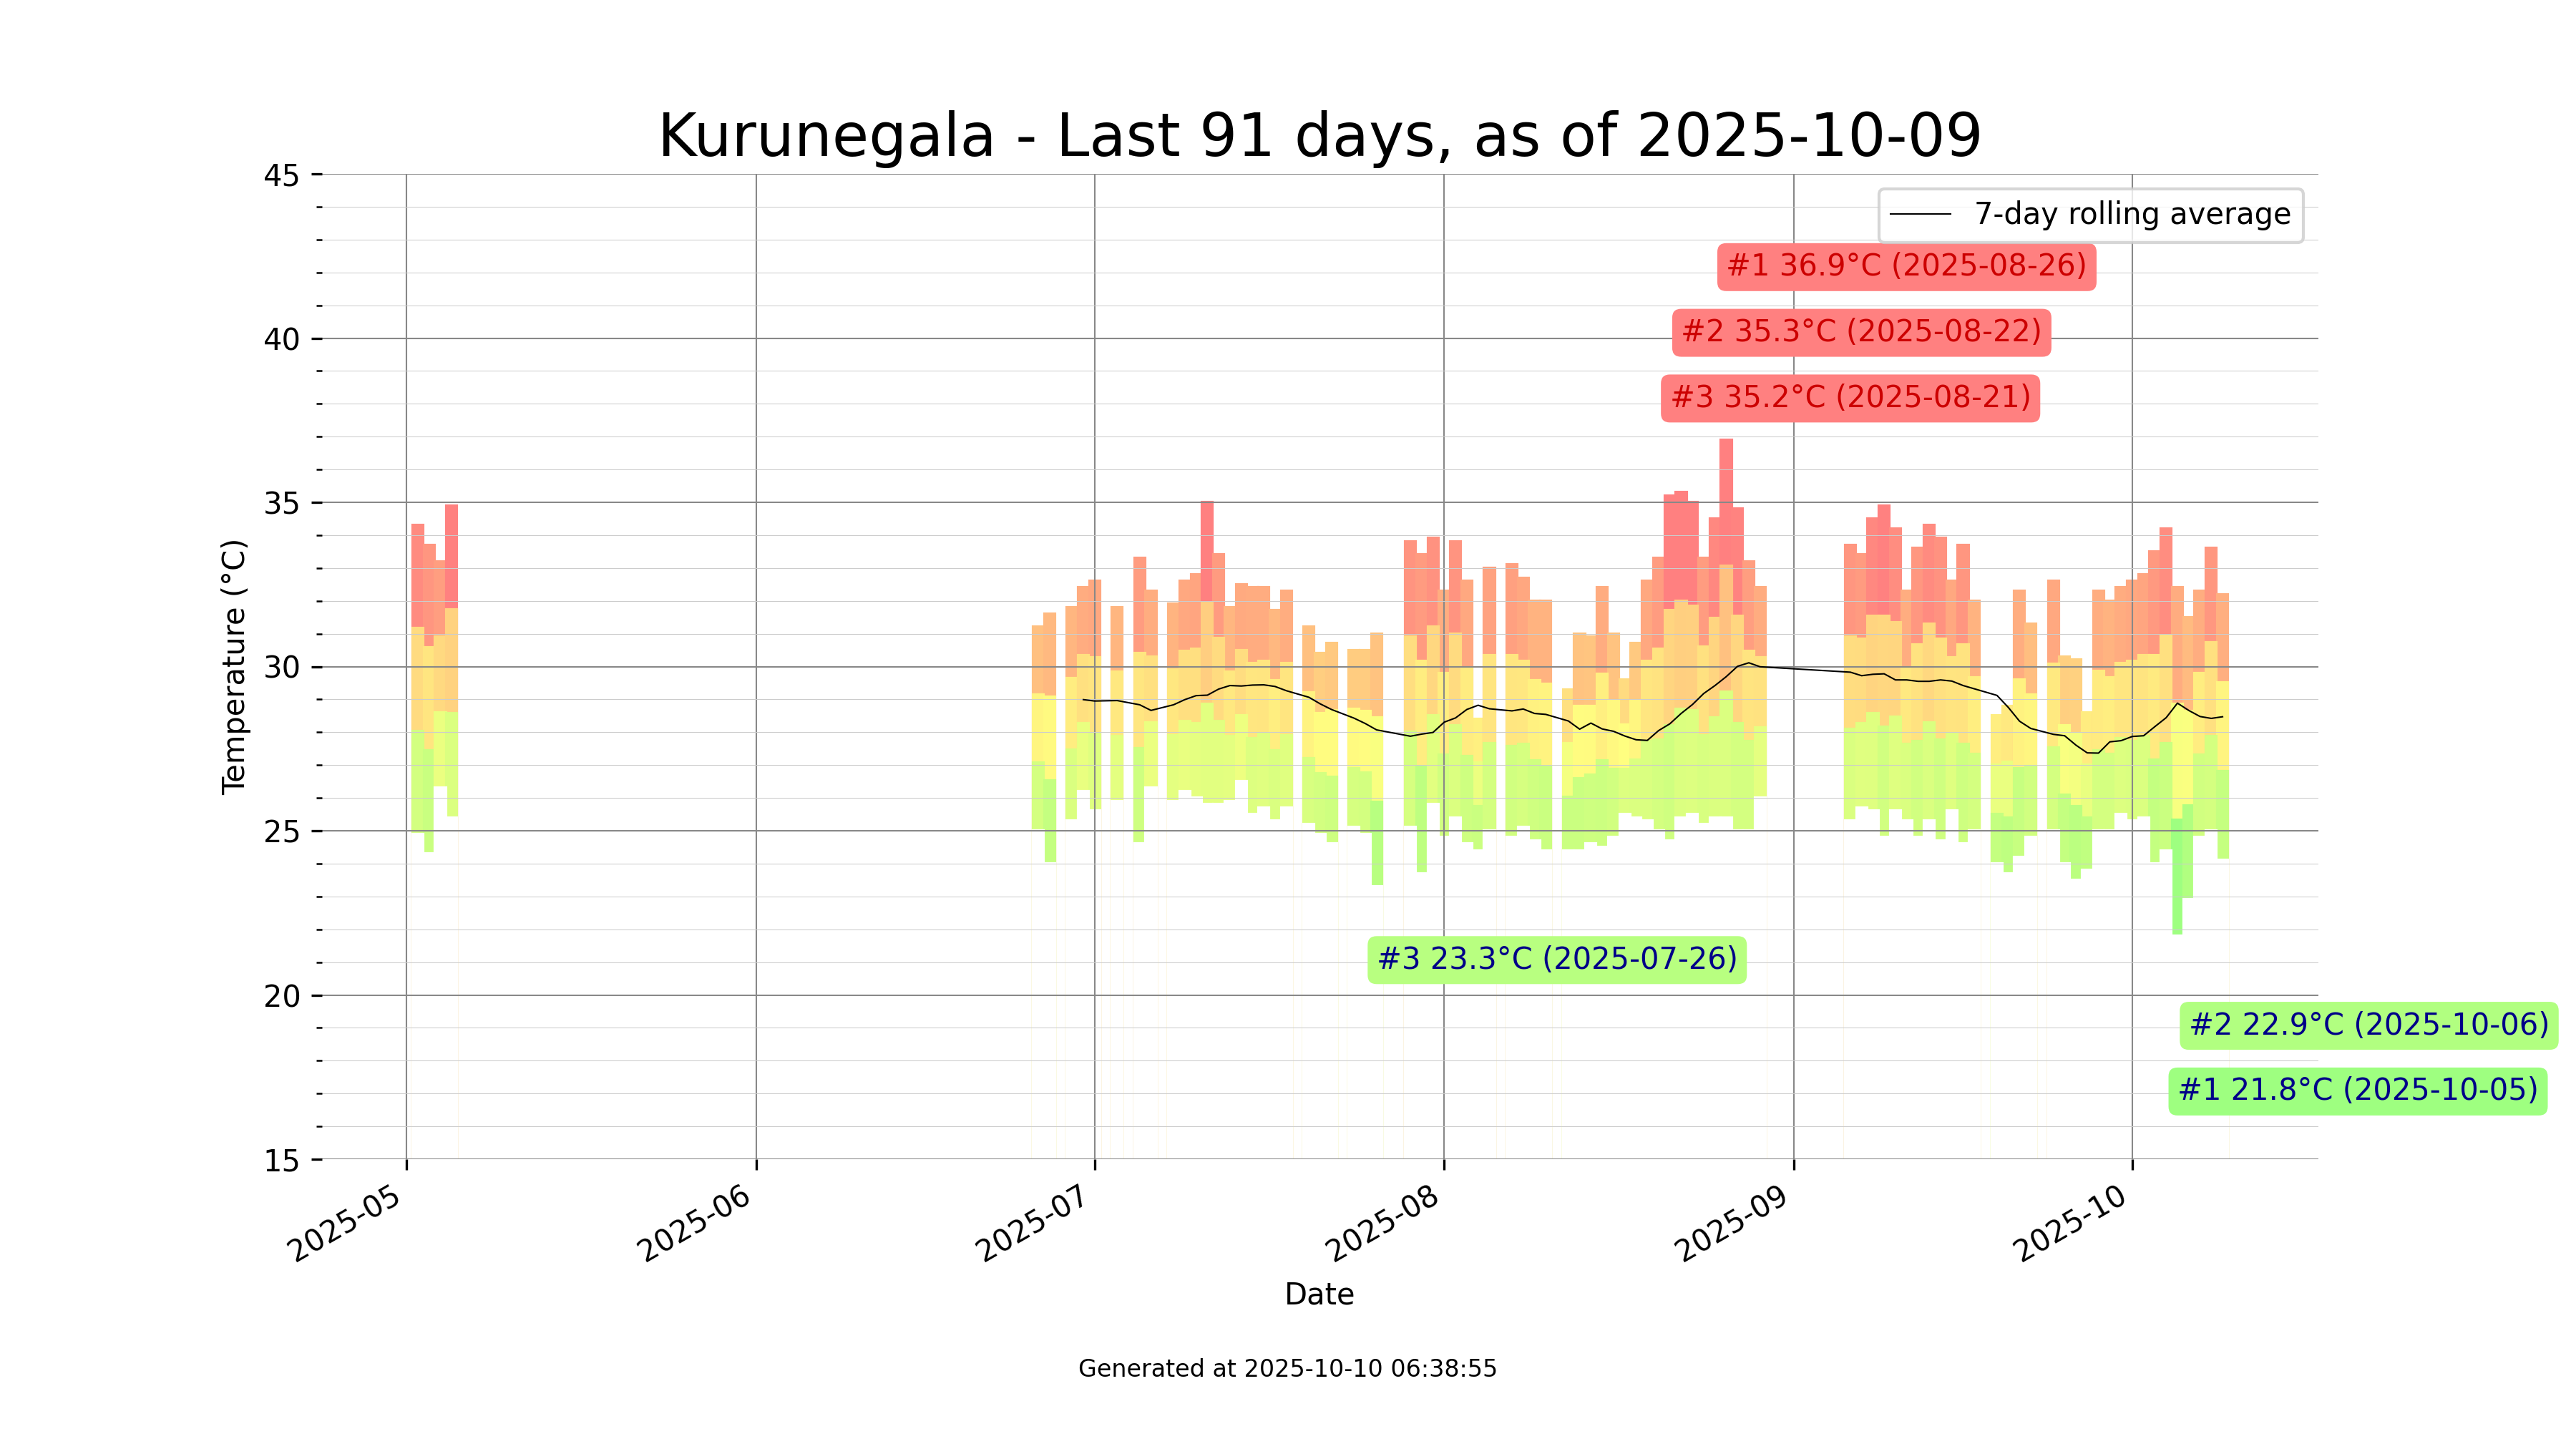 Kurunegala - Last 91 days, as of 2025-10-09
45
7-day rolling average
#1 36.9°C (2025-08-26)
40
#2 35.3°C (2025-08-22)
#3 35.2°C (2025-08-21)
35
Temperature (°C)
30
25
#3 23.3°C (2025-07-26)
20
#2 22.9°C (2025-10-06)
#1 21.8°C (2025-10-05)
15
2025-05
2025-06
2025-07
2025-08
2025-09
2025-10
Date
Generated at 2025-10-10 06:38:55